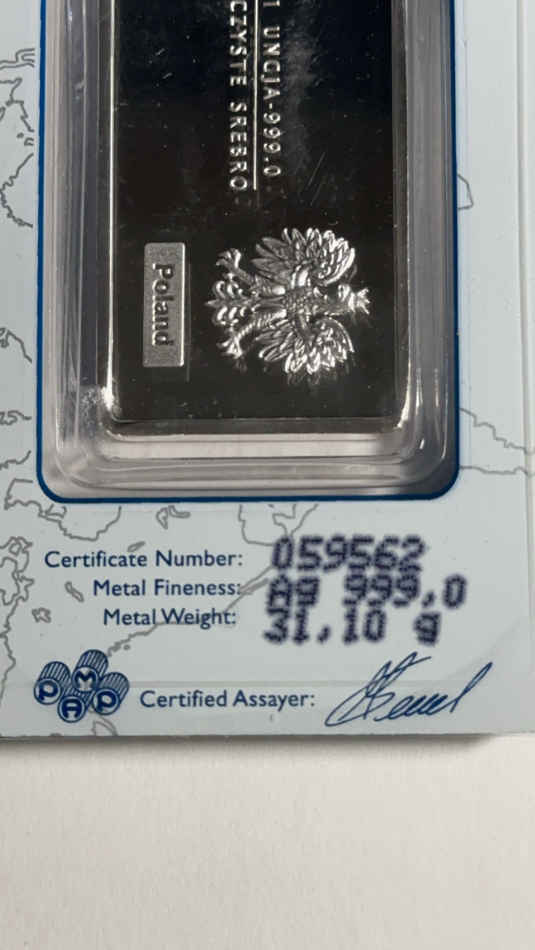 1 UNCJA-999.0
CZYSTE SREBRO
Poland
Certificate Number: 059562
Metal Fineness: Ag 999,0
Metal Weight: 31,10 g
PAMP
Certified Assayer: